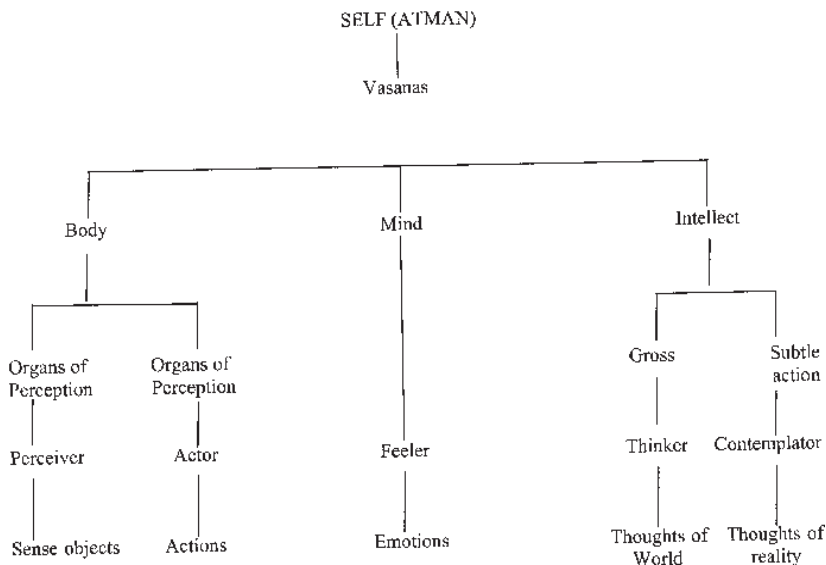 SELF (ATMAN)
Vasanas
Body
Mind
Intellect
Organs of
Perception
Organs of
Perception
Gross
Subtle
action
Perceiver
Actor
Feeler
Thinker
Contemplator
Sense objects
Actions
Emotions
Thoughts of
World
Thoughts of
reality